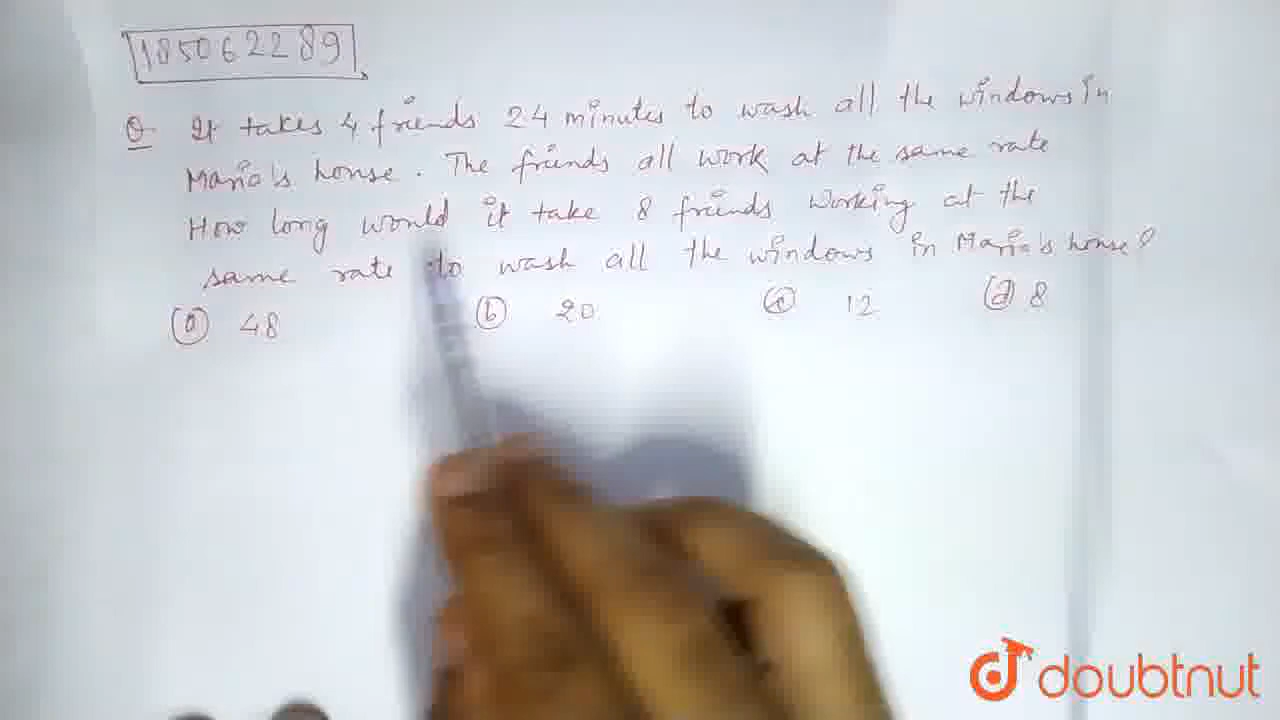 185062289
Q It takes 4 friends 24 minutes to wash all the windows in
Maria's house. The friends all work at the same rate
How long would it take 8 friends working at the
same rate to wash all the windows in Maria's house?
(a) 48 (b) 20 (c) 12 (d) 8
doubtnut